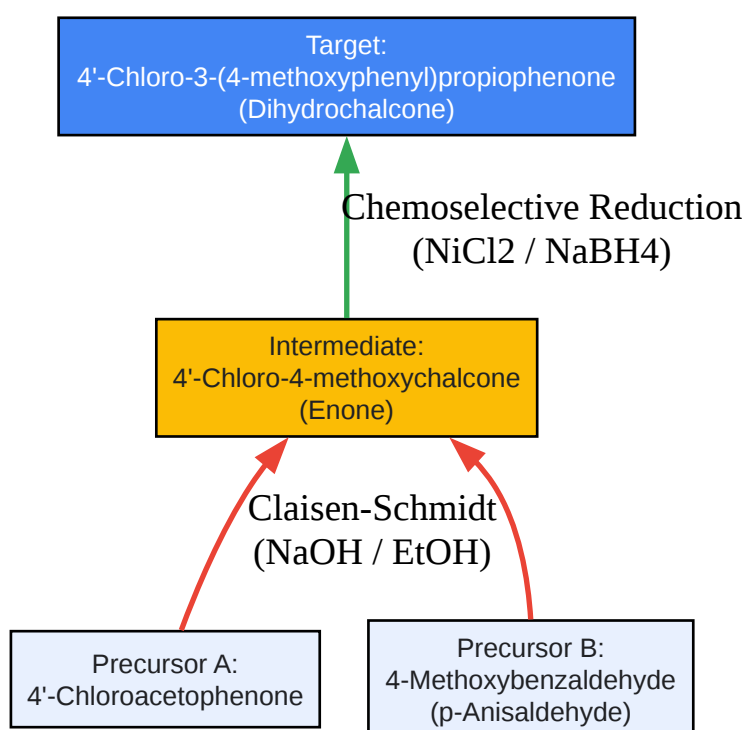 Target:
4'-Chloro-3-(4-methoxyphenyl)propiophenone
(Dihydrochalcone)
Chemoselective Reduction
(NiCl2 / NaBH4)
Intermediate:
4'-Chloro-4-methoxychalcone
(Enone)
Claisen-Schmidt
(NaOH / EtOH)
Precursor A:
4'-Chloroacetophenone
Precursor B:
4-Methoxybenzaldehyde
(p-Anisaldehyde)